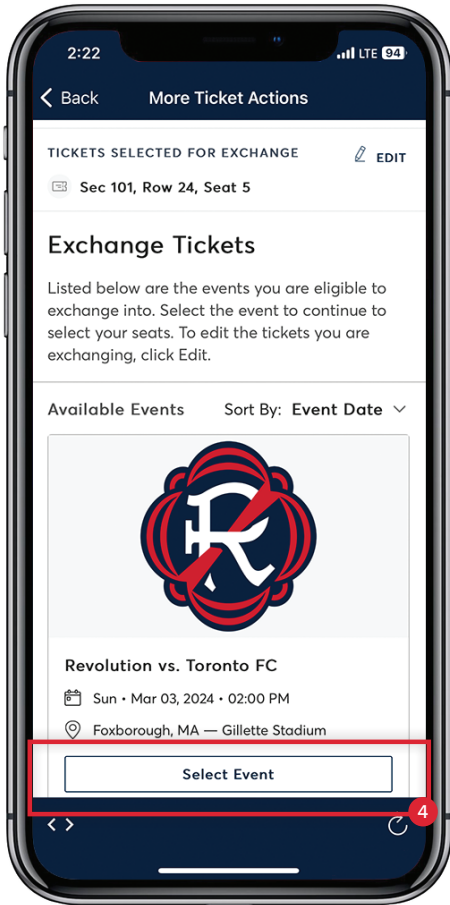 2:22
LTE 94
Back
More Ticket Actions
TICKETS SELECTED FOR EXCHANGE
EDIT
Sec 101, Row 24, Seat 5
Exchange Tickets
Listed below are the events you are eligible to
exchange into. Select the event to continue to
select your seats. To edit the tickets you are
exchanging, click Edit.
Available Events
Sort By: Event Date
R
Revolution vs. Toronto FC
Sun • Mar 03, 2024 • 02:00 PM
Foxborough, MA — Gillette Stadium
Select Event
4